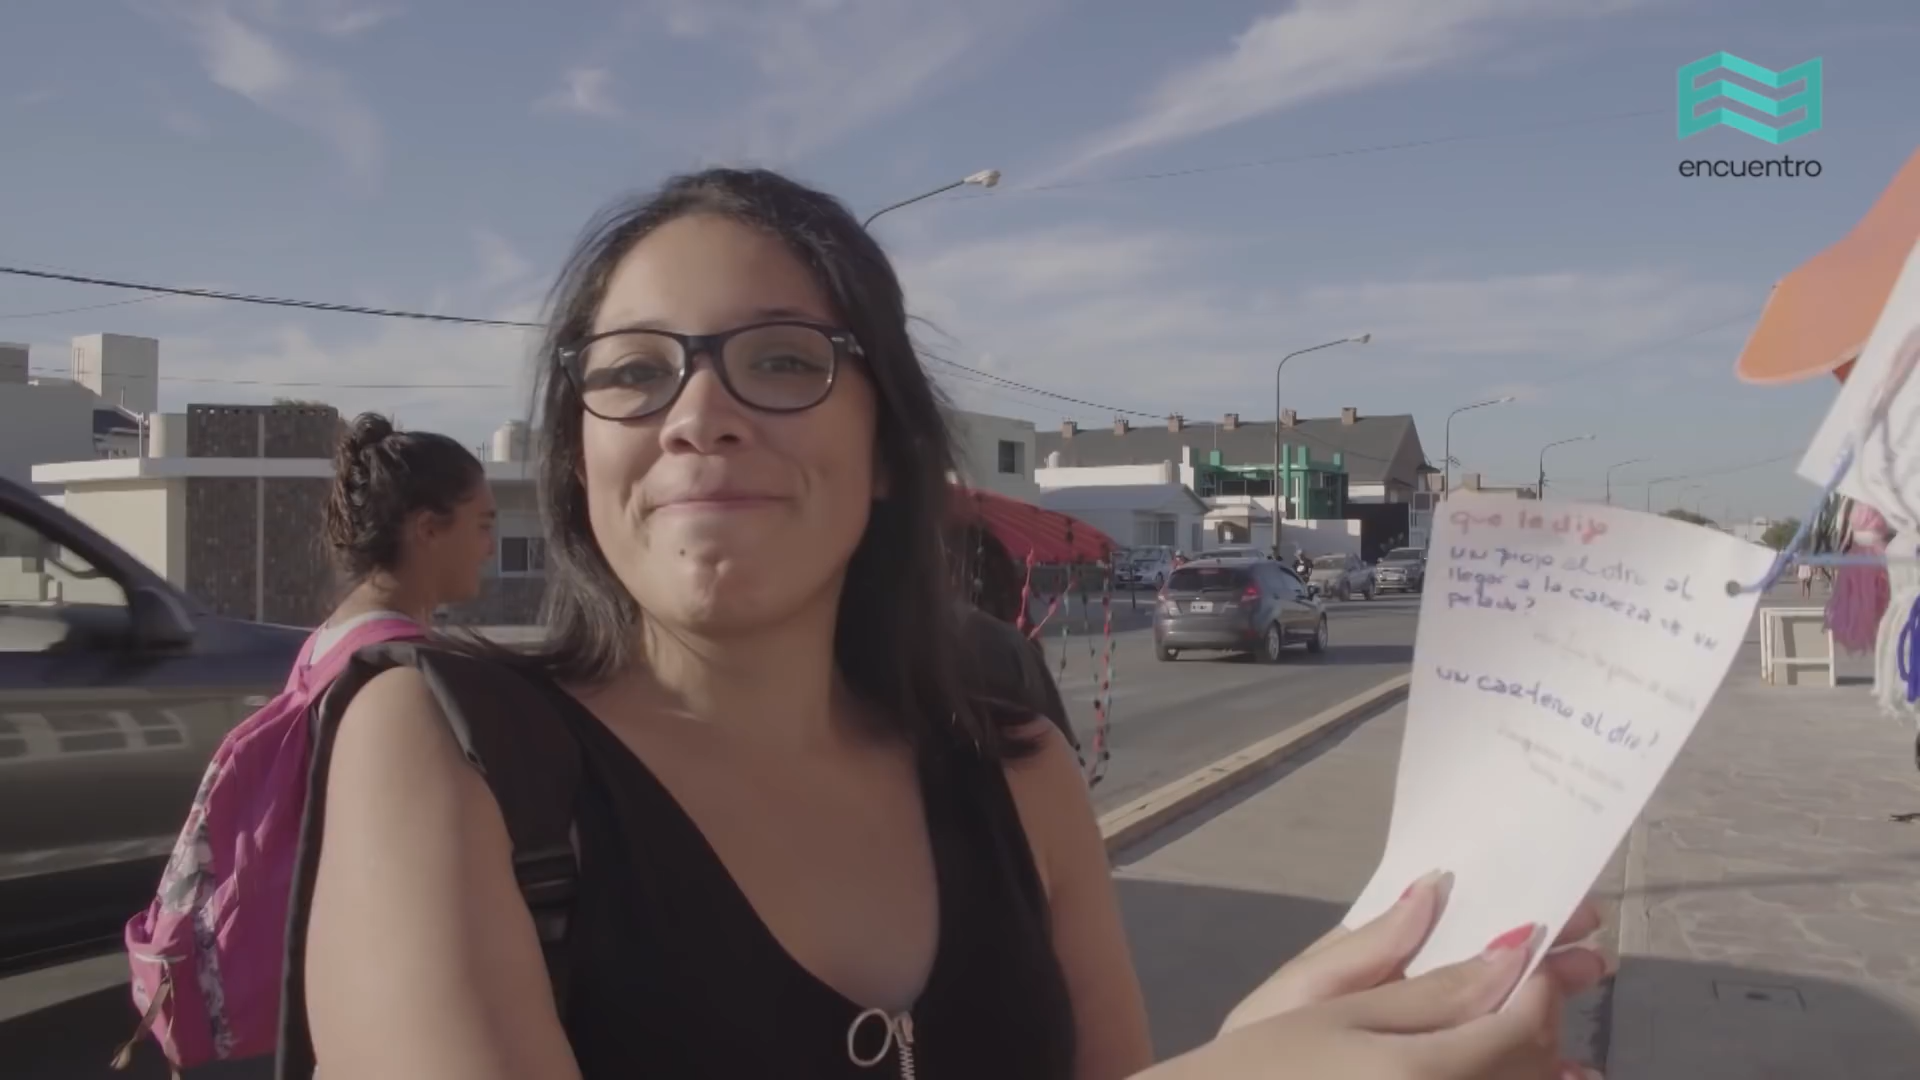 encuentro
que le dijo
un piojo al otro al
llegar a la cabeza de un
pelado?
un cartero al otro?